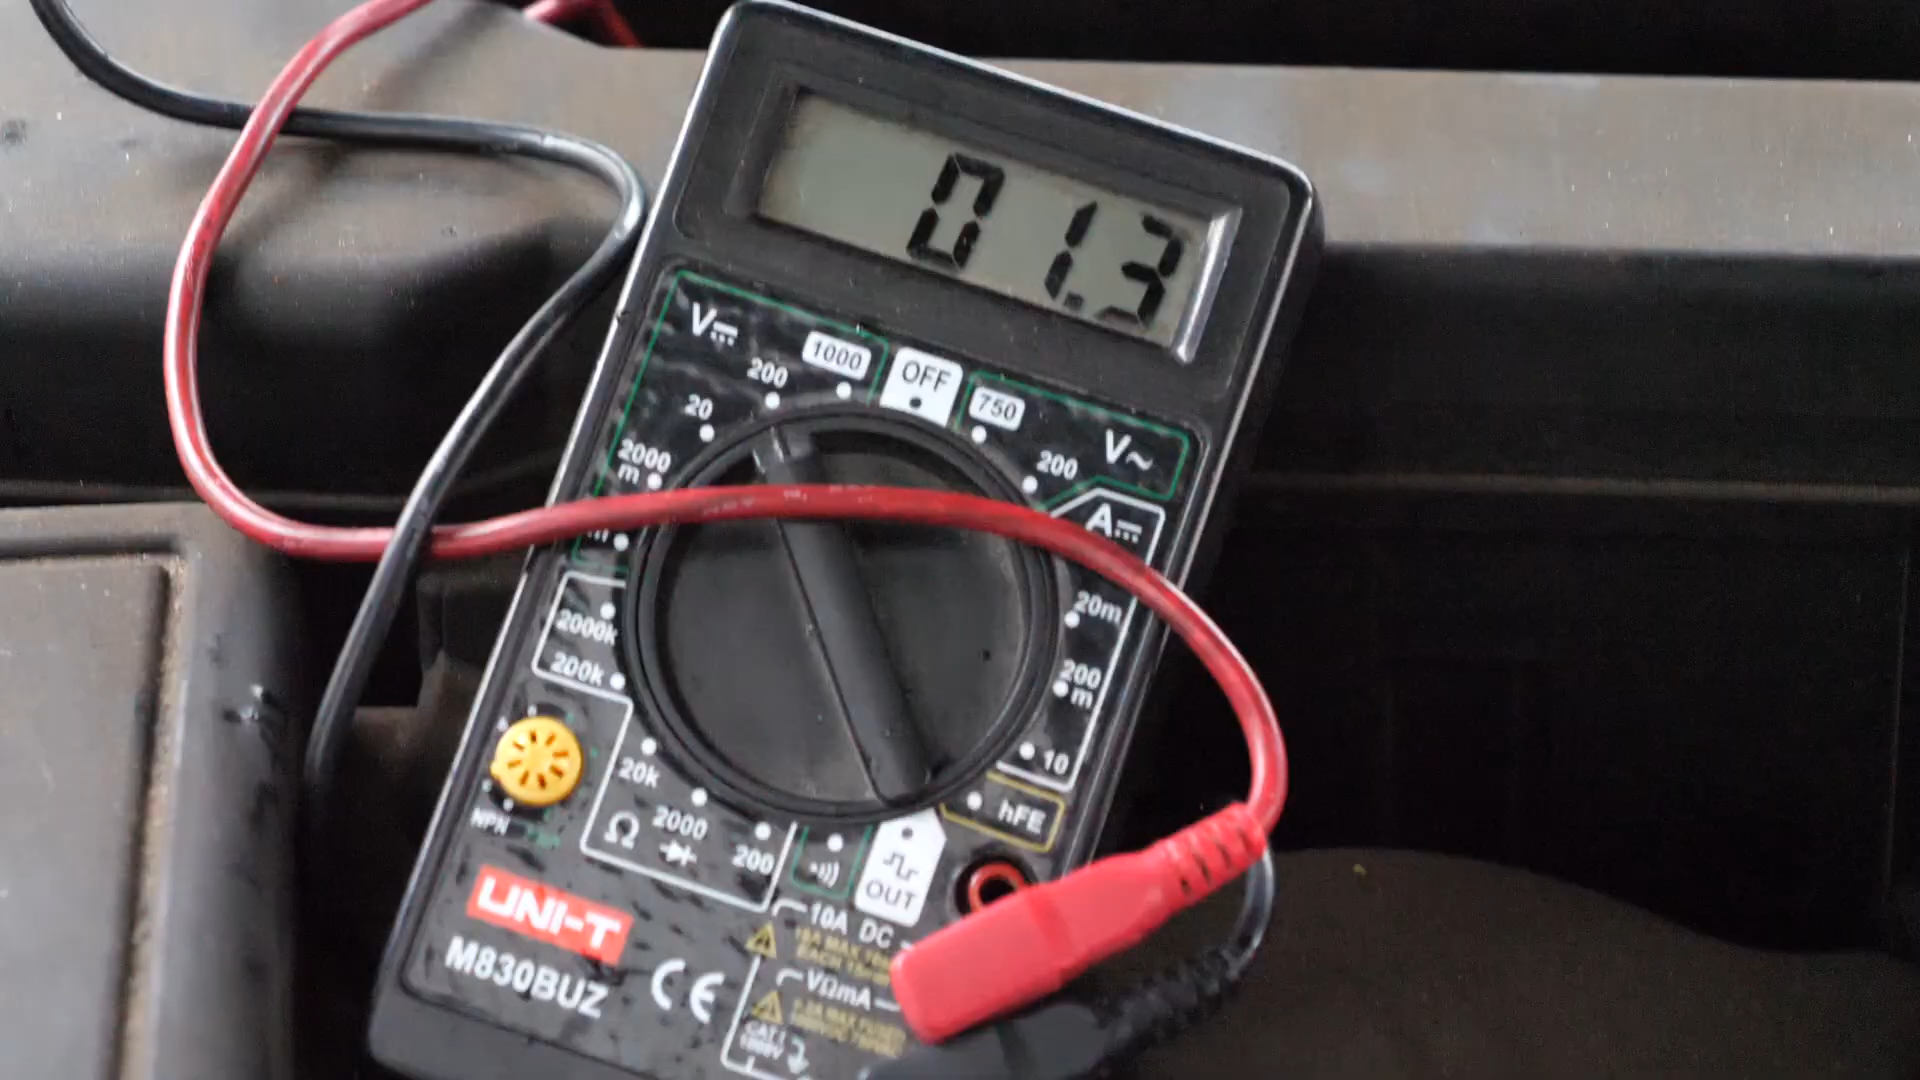 01.3
V⎓
1000
OFF
750
200
200
V~
20
2000
m
A⎓
20m
2000k
200k
200
m
10
20k
2000
Ω
200
hFE
OUT
NPN
10A DC
UNI-T
VΩmA
M830BUZ
CE